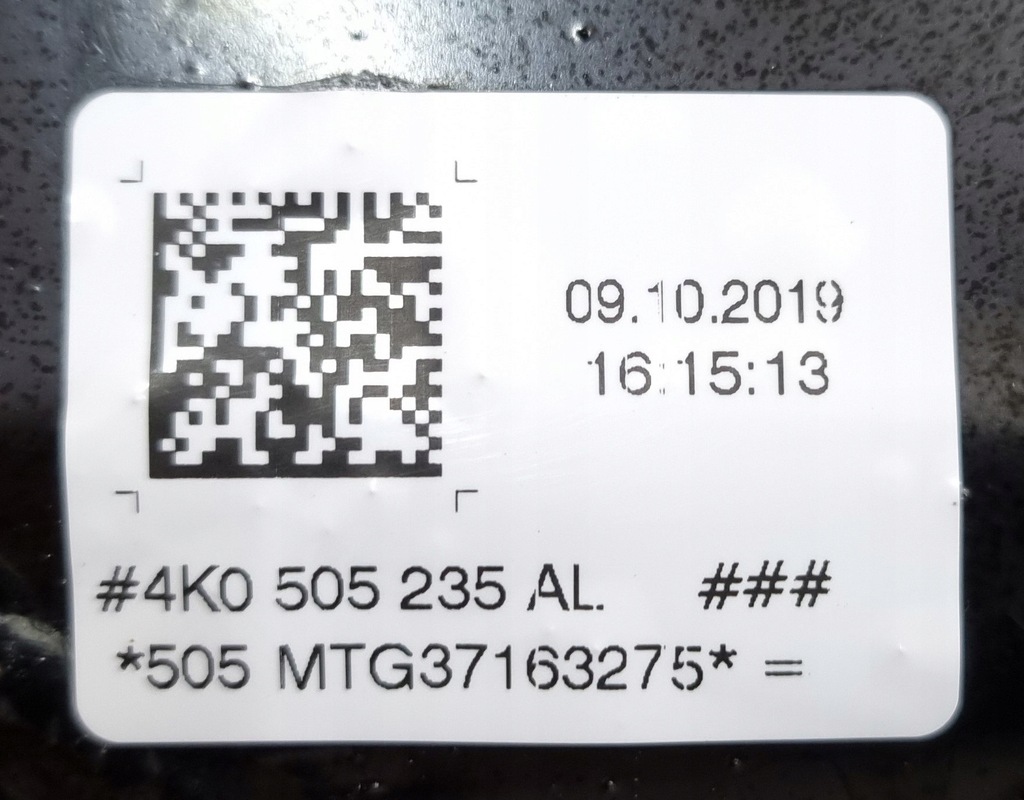 09.10.2019
16:15:13
#4K0 505 235 AL. ###
*505 MTG37163275* =